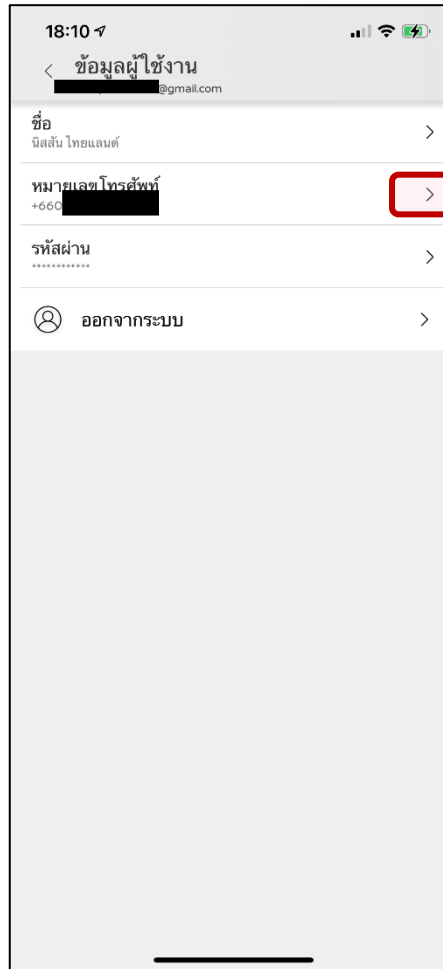 18:10
ข้อมูลผู้ใช้งาน
@gmail.com
ชื่อ
นิสสัน ไทยแลนด์
หมายเลขโทรศัพท์
+660
รหัสผ่าน
************
ออกจากระบบ